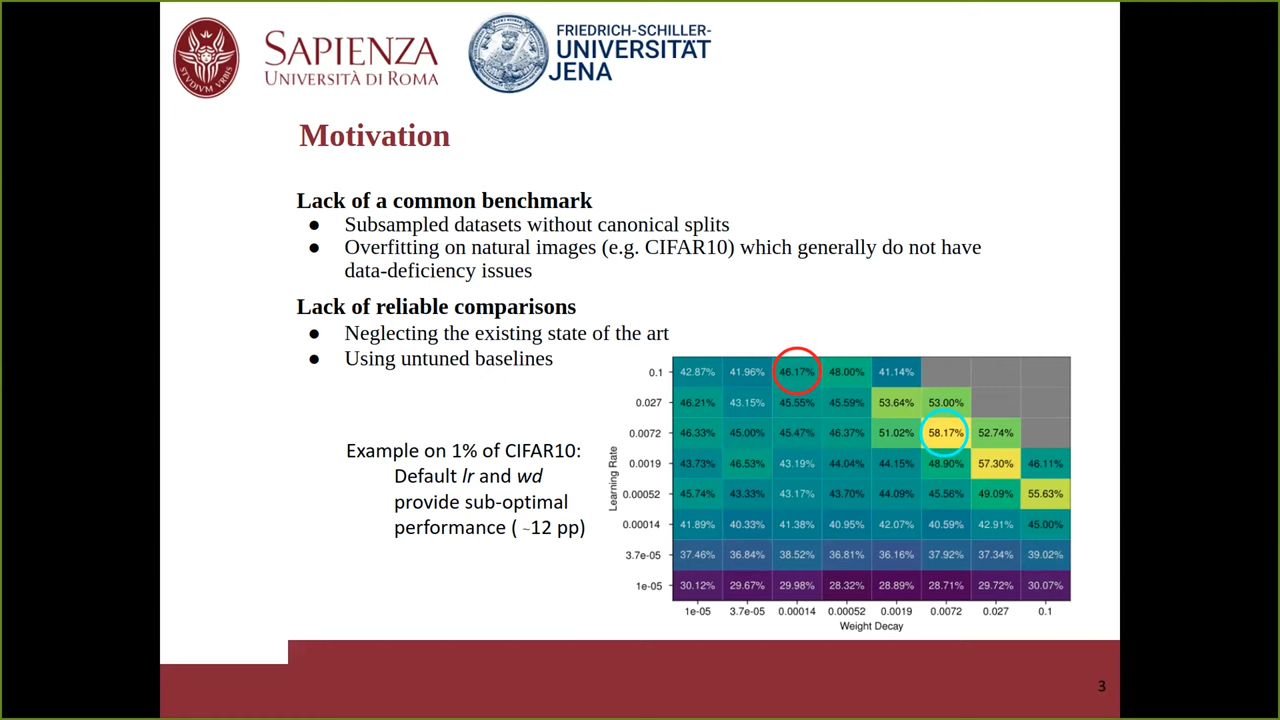 SAPIENZA
UNIVERSITÀ DI ROMA
STVDIVM VRBIS
FRIEDRICH-SCHILLER-
UNIVERSITÄT
JENA
Motivation
Lack of a common benchmark
● Subsampled datasets without canonical splits
● Overfitting on natural images (e.g. CIFAR10) which generally do not have
data-deficiency issues
Lack of reliable comparisons
● Neglecting the existing state of the art
● Using untuned baselines
Example on 1% of CIFAR10:
Default lr and wd
provide sub-optimal
performance ( ~12 pp)
Learning Rate
0.1 42.87% 41.96% 46.17% 48.00% 41.14%
0.027 46.21% 43.15% 45.55% 45.59% 53.64% 53.00%
0.0072 46.33% 45.00% 45.47% 46.37% 51.02% 58.17% 52.74%
0.0019 43.73% 46.53% 43.19% 44.04% 44.15% 48.90% 57.30% 46.11%
0.00052 45.74% 43.33% 43.17% 43.70% 44.09% 45.56% 49.09% 55.63%
0.00014 41.89% 40.33% 41.38% 40.95% 42.07% 40.59% 42.91% 45.00%
3.7e-05 37.46% 36.84% 38.52% 36.81% 36.16% 37.92% 37.34% 39.02%
1e-05 30.12% 29.67% 29.98% 28.32% 28.89% 28.71% 29.72% 30.07%
1e-05 3.7e-05 0.00014 0.00052 0.0019 0.0072 0.027 0.1
Weight Decay
3